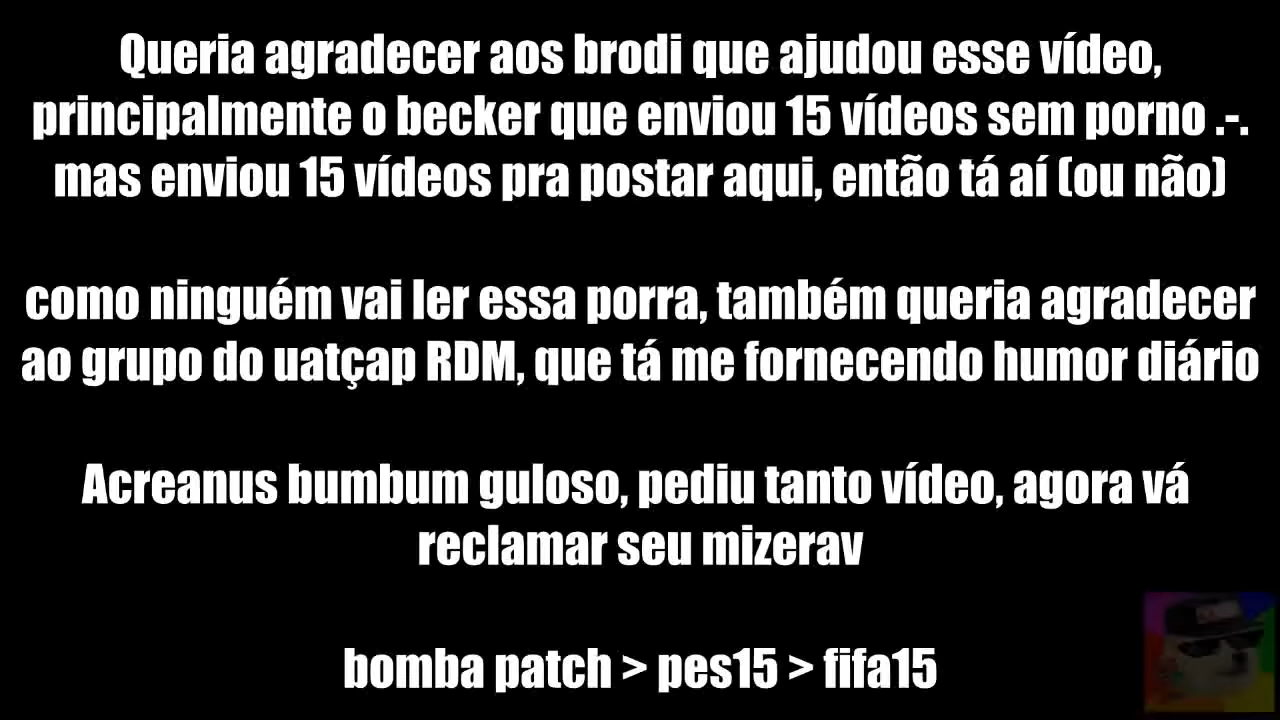 Queria agradecer aos brodi que ajudou esse vídeo,
principalmente o becker que enviou 15 vídeos sem porno .-.
mas enviou 15 vídeos pra postar aqui, então tá aí (ou não)
como ninguém vai ler essa porra, também queria agradecer
ao grupo do uatçap RDM, que tá me fornecendo humor diário
Acreanus bumbum guloso, pediu tanto vídeo, agora vá
reclamar seu mizerav
bomba patch > pes15 > fifa15